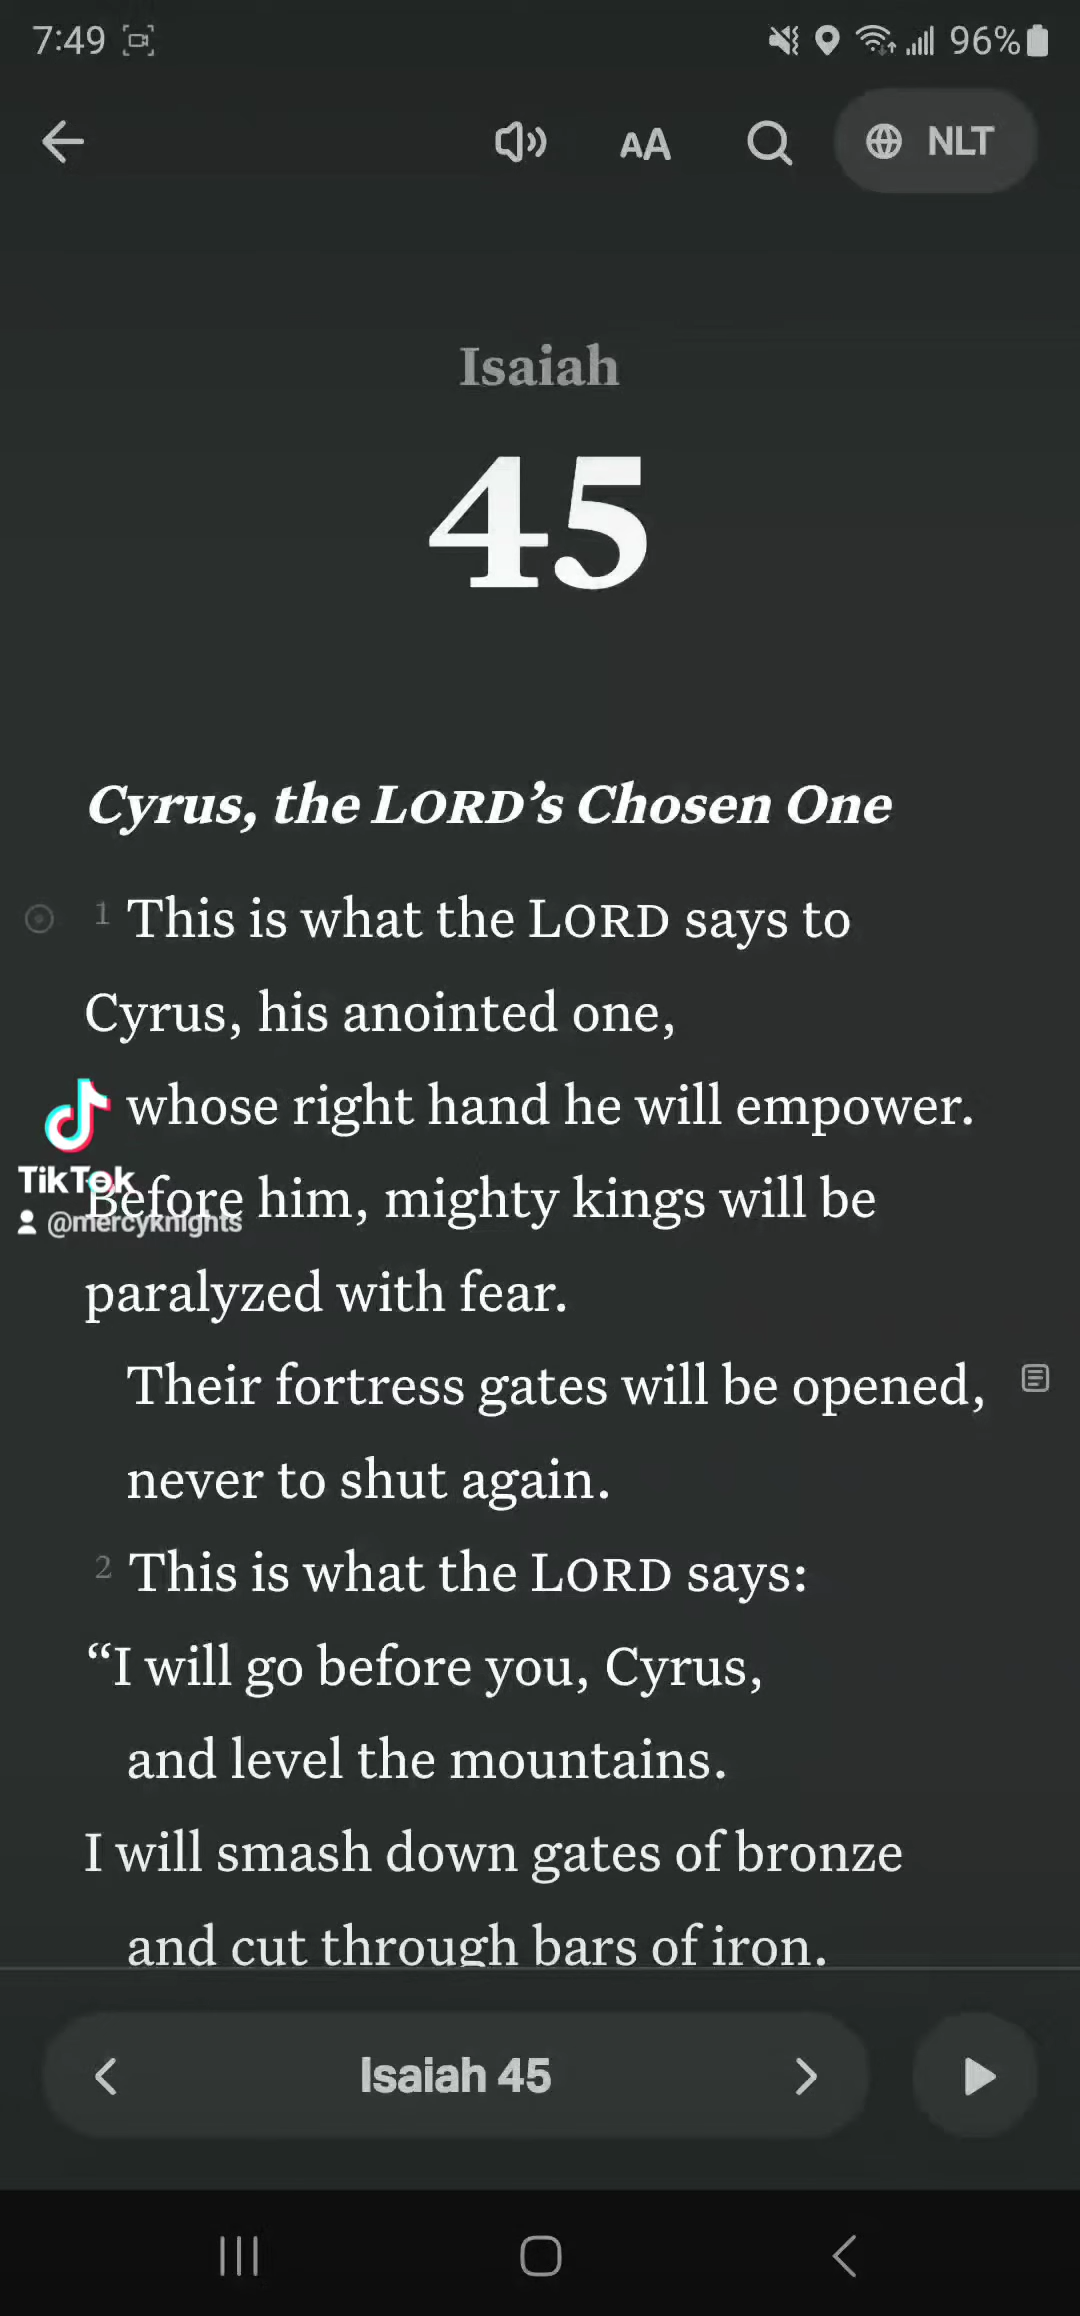 7:49 96%
AA NLT
Isaiah
45
Cyrus, the LORD’s Chosen One
1 This is what the LORD says to
Cyrus, his anointed one,
whose right hand he will empower.
TikTok
Before him, mighty kings will be
@mercyknights
paralyzed with fear.
Their fortress gates will be opened,
never to shut again.
2 This is what the LORD says:
“I will go before you, Cyrus,
and level the mountains.
I will smash down gates of bronze
and cut through bars of iron.
Isaiah 45